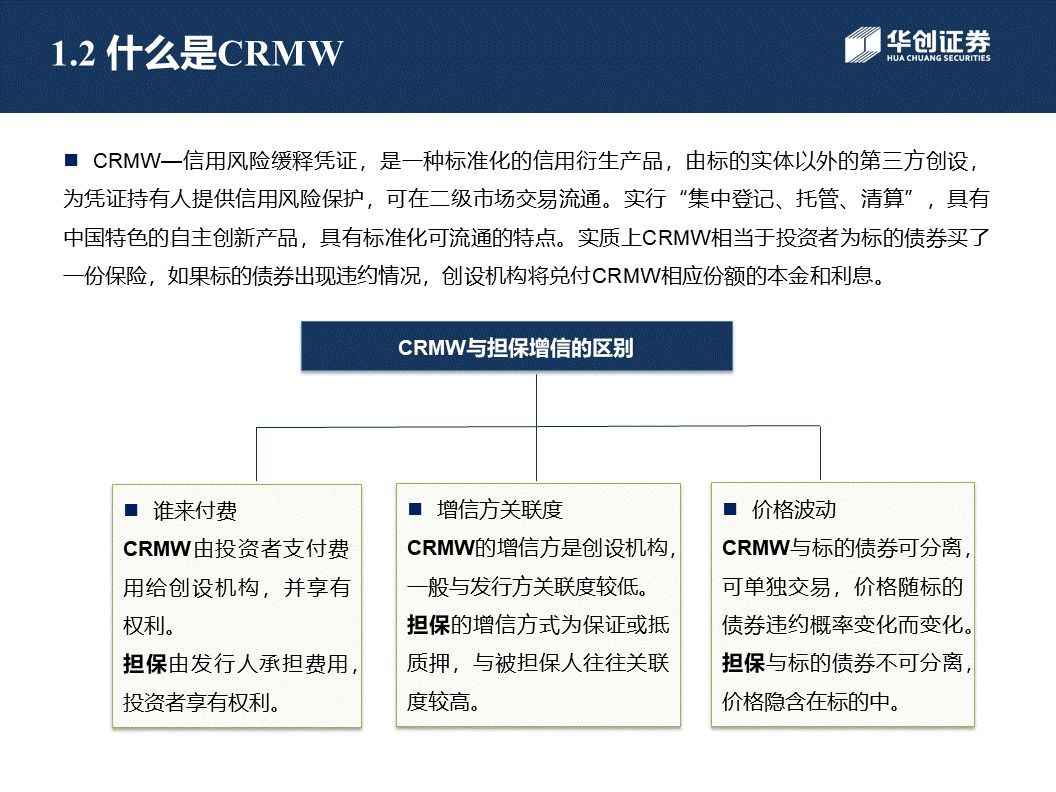 1.2 什么是CRMW
华创证券
HUA CHUANG SECURITIES
■ CRMW—信用风险缓释凭证，是一种标准化的信用衍生产品，由标的实体以外的第三方创设，
为凭证持有人提供信用风险保护，可在二级市场交易流通。实行“集中登记、托管、清算”，具有
中国特色的自主创新产品，具有标准化可流通的特点。实质上CRMW相当于投资者为标的债券买了
一份保险，如果标的债券出现违约情况，创设机构将兑付CRMW相应份额的本金和利息。
CRMW与担保增信的区别
■ 谁来付费
CRMW由投资者支付费
用给创设机构，并享有
权利。
担保由发行人承担费用，
投资者享有权利。
■ 增信方关联度
CRMW的增信方是创设机构，
一般与发行方关联度较低。
担保的增信方式为保证或抵
质押，与被担保人往往关联
度较高。
■ 价格波动
CRMW与标的债券可分离，
可单独交易，价格随标的
债券违约概率变化而变化。
担保与标的债券不可分离，
价格隐含在标的中。